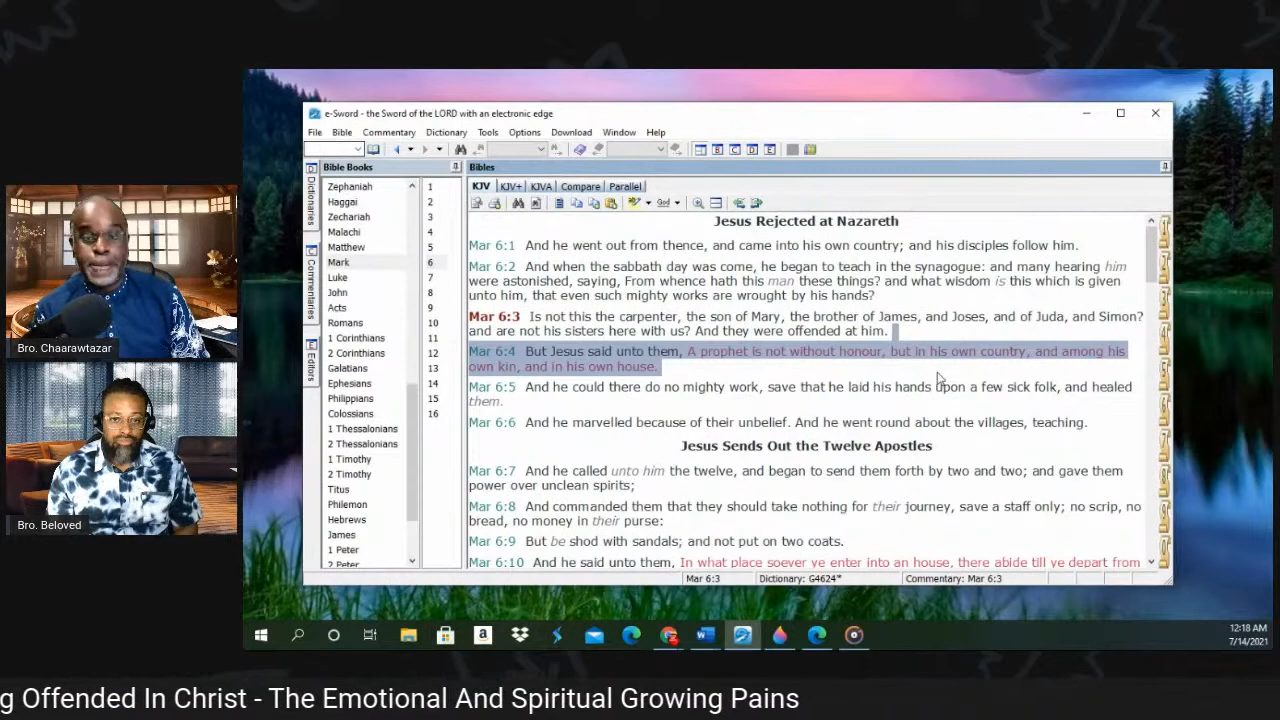 Bro. Chaarawtazar
Bro. Beloved
e-Sword - the Sword of the LORD with an electronic edge
File Bible Commentary Dictionary Tools Options Download Window Help
B C D E
Dictionaries
Commentaries
Editors
Bible Books
Zephaniah
Haggai
Zechariah
Malachi
Matthew
Mark
Luke
John
Acts
Romans
1 Corinthians
2 Corinthians
Galatians
Ephesians
Philippians
Colossians
1 Thessalonians
2 Thessalonians
1 Timothy
2 Timothy
Titus
Philemon
Hebrews
James
1 Peter
2 Peter
1
2
3
4
5
6
7
8
9
10
11
12
13
14
15
16
Bibles
KJV KJV+ KJVA Compare Parallel
Jesus Rejected at Nazareth
Mar 6:1 And he went out from thence, and came into his own country; and his disciples follow him.
Mar 6:2 And when the sabbath day was come, he began to teach in the synagogue: and many hearing him
were astonished, saying, From whence hath this man these things? and what wisdom is this which is given
unto him, that even such mighty works are wrought by his hands?
Mar 6:3 Is not this the carpenter, the son of Mary, the brother of James, and Joses, and of Juda, and Simon?
and are not his sisters here with us? And they were offended at him.
Mar 6:4 But Jesus said unto them, A prophet is not without honour, but in his own country, and among his
own kin, and in his own house.
Mar 6:5 And he could there do no mighty work, save that he laid his hands upon a few sick folk, and healed
them.
Mar 6:6 And he marvelled because of their unbelief. And he went round about the villages, teaching.
Jesus Sends Out the Twelve Apostles
Mar 6:7 And he called unto him the twelve, and began to send them forth by two and two; and gave them
power over unclean spirits;
Mar 6:8 And commanded them that they should take nothing for their journey, save a staff only; no scrip, no
bread, no money in their purse:
Mar 6:9 But be shod with sandals; and not put on two coats.
Mar 6:10 And he said unto them, In what place soever ye enter into an house, there abide till ye depart from
Mar 6:3 Dictionary: G4624* Commentary: Mar 6:3
12:18 AM
7/14/2021
g Offended In Christ - The Emotional And Spiritual Growing Pains